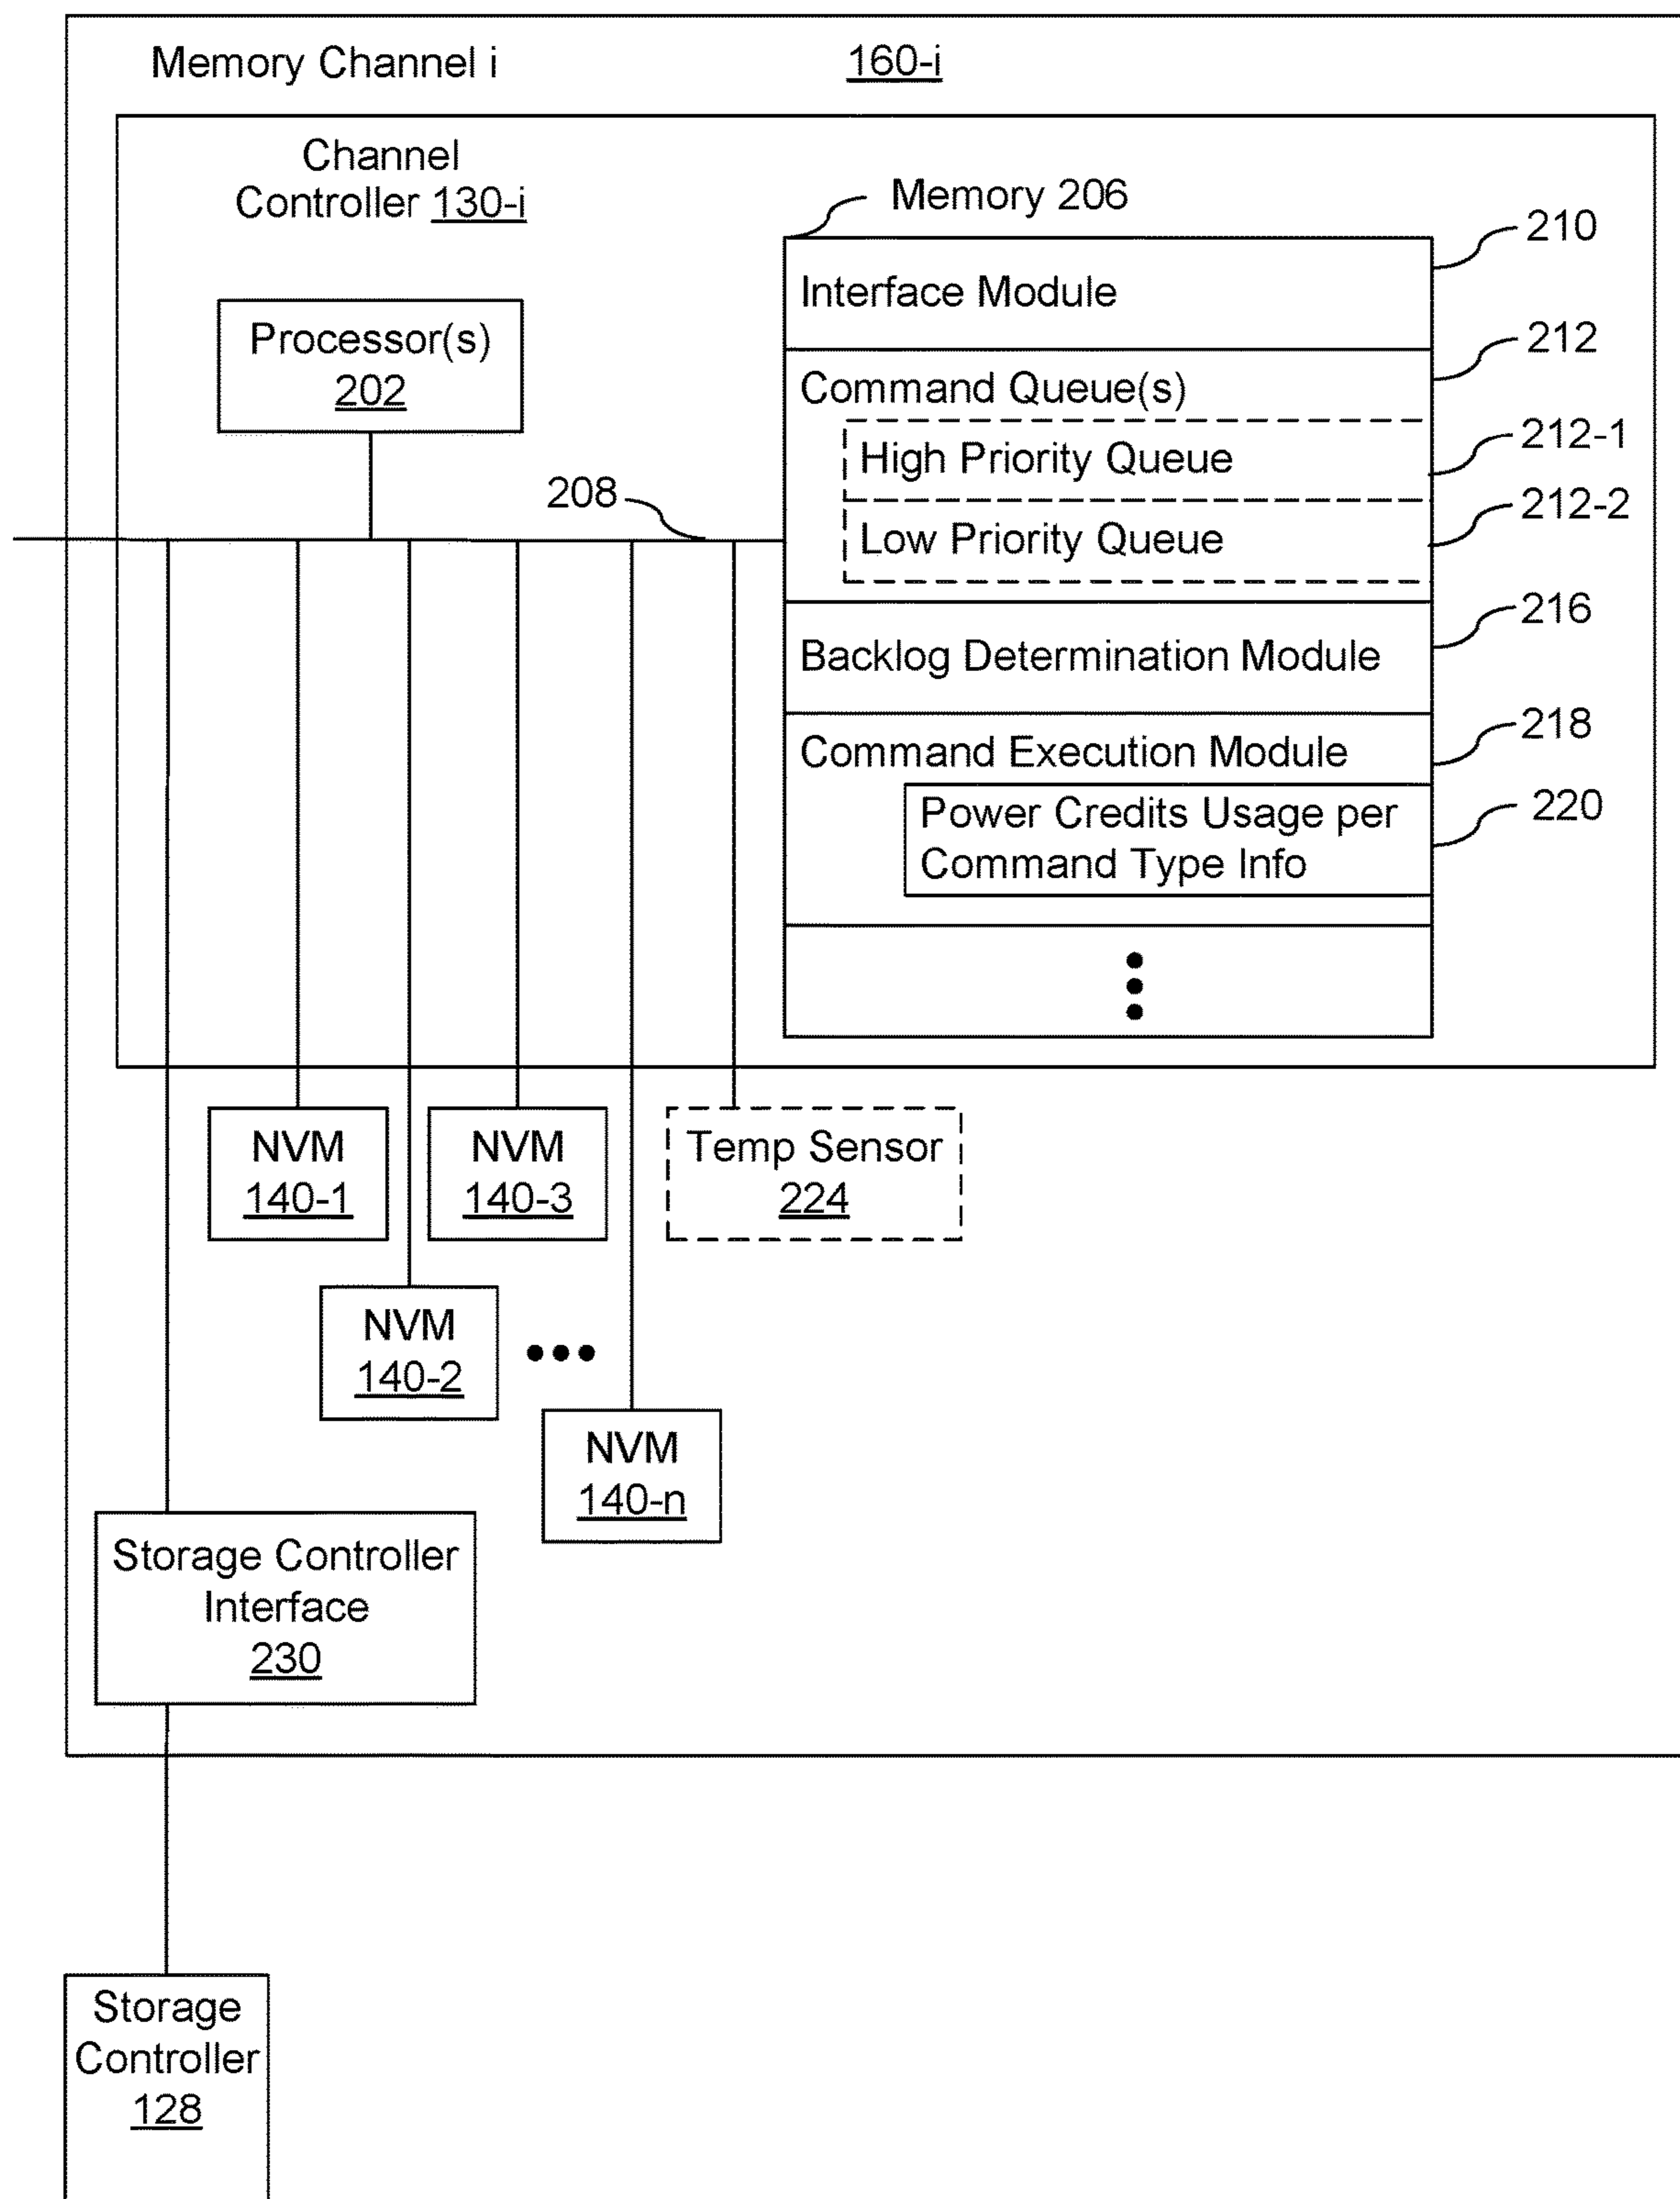 Memory Channel i
160-i
Channel
Controller 130-i
Memory 206
210
Interface Module
Processor(s)
202
212
Command Queue(s)
212-1
High Priority Queue
208
212-2
Low Priority Queue
216
Backlog Determination Module
218
Command Execution Module
220
Power Credits Usage per
Command Type Info
NVM
140-1
NVM
140-3
Temp Sensor
224
NVM
140-2
NVM
140-n
Storage Controller
Interface
230
Storage
Controller
128